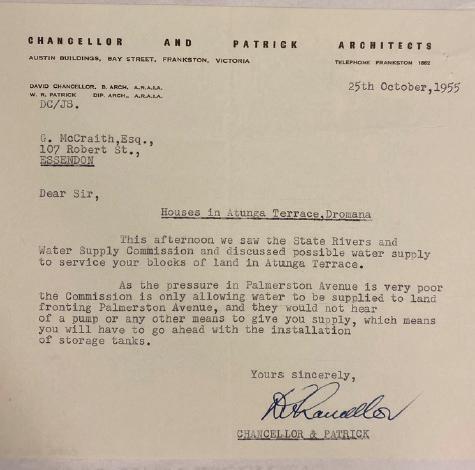 CHANCELLOR AND PATRICK ARCHITECTS
AUSTIN BUILDINGS, BAY STREET, FRANKSTON, VICTORIA
TELEPHONE FRANKSTON 1862
DAVID CHANCELLOR, B. ARCH. A.R.A.I.A.
W. R. PATRICK DIP. ARCH., A.R.A.I.A.
25th October,1955
DC/JS.
G. McCraith,Esq.,
107 Robert St.,
ESSENDON
Dear Sir,
Houses in Atunga Terrace,Dromana
This afternoon we saw the State Rivers and
Water Supply Commission and discussed possible water supply
to service your blocks of land in Atunga Terrace.
As the pressure in Palmerston Avenue is very poor
the Commission is only allowing water to be supplied to land
fronting Palmerston Avenue, and they would not hear
of a pump or any other means to give you supply, which means
you will have to go ahead with the installation
of storage tanks.
Yours sincerely,
D Chancellor
CHANCELLOR & PATRICK